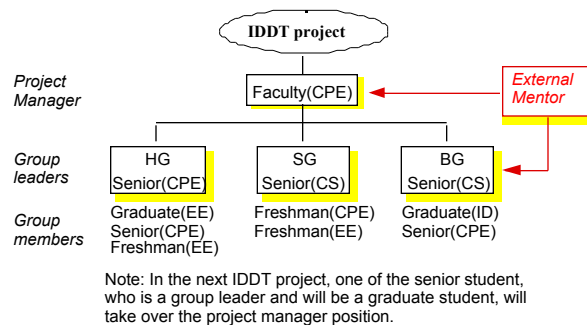 IDDT project
Project
Manager
Faculty(CPE)
External
Mentor
Group
leaders
HG
Senior(CPE)
SG
Senior(CS)
BG
Senior(CS)
Group
members
Graduate(EE)
Senior(CPE)
Freshman(EE)
Freshman(CPE)
Freshman(EE)
Graduate(ID)
Senior(CPE)
Note: In the next IDDT project, one of the senior student,
who is a group leader and will be a graduate student, will
take over the project manager position.